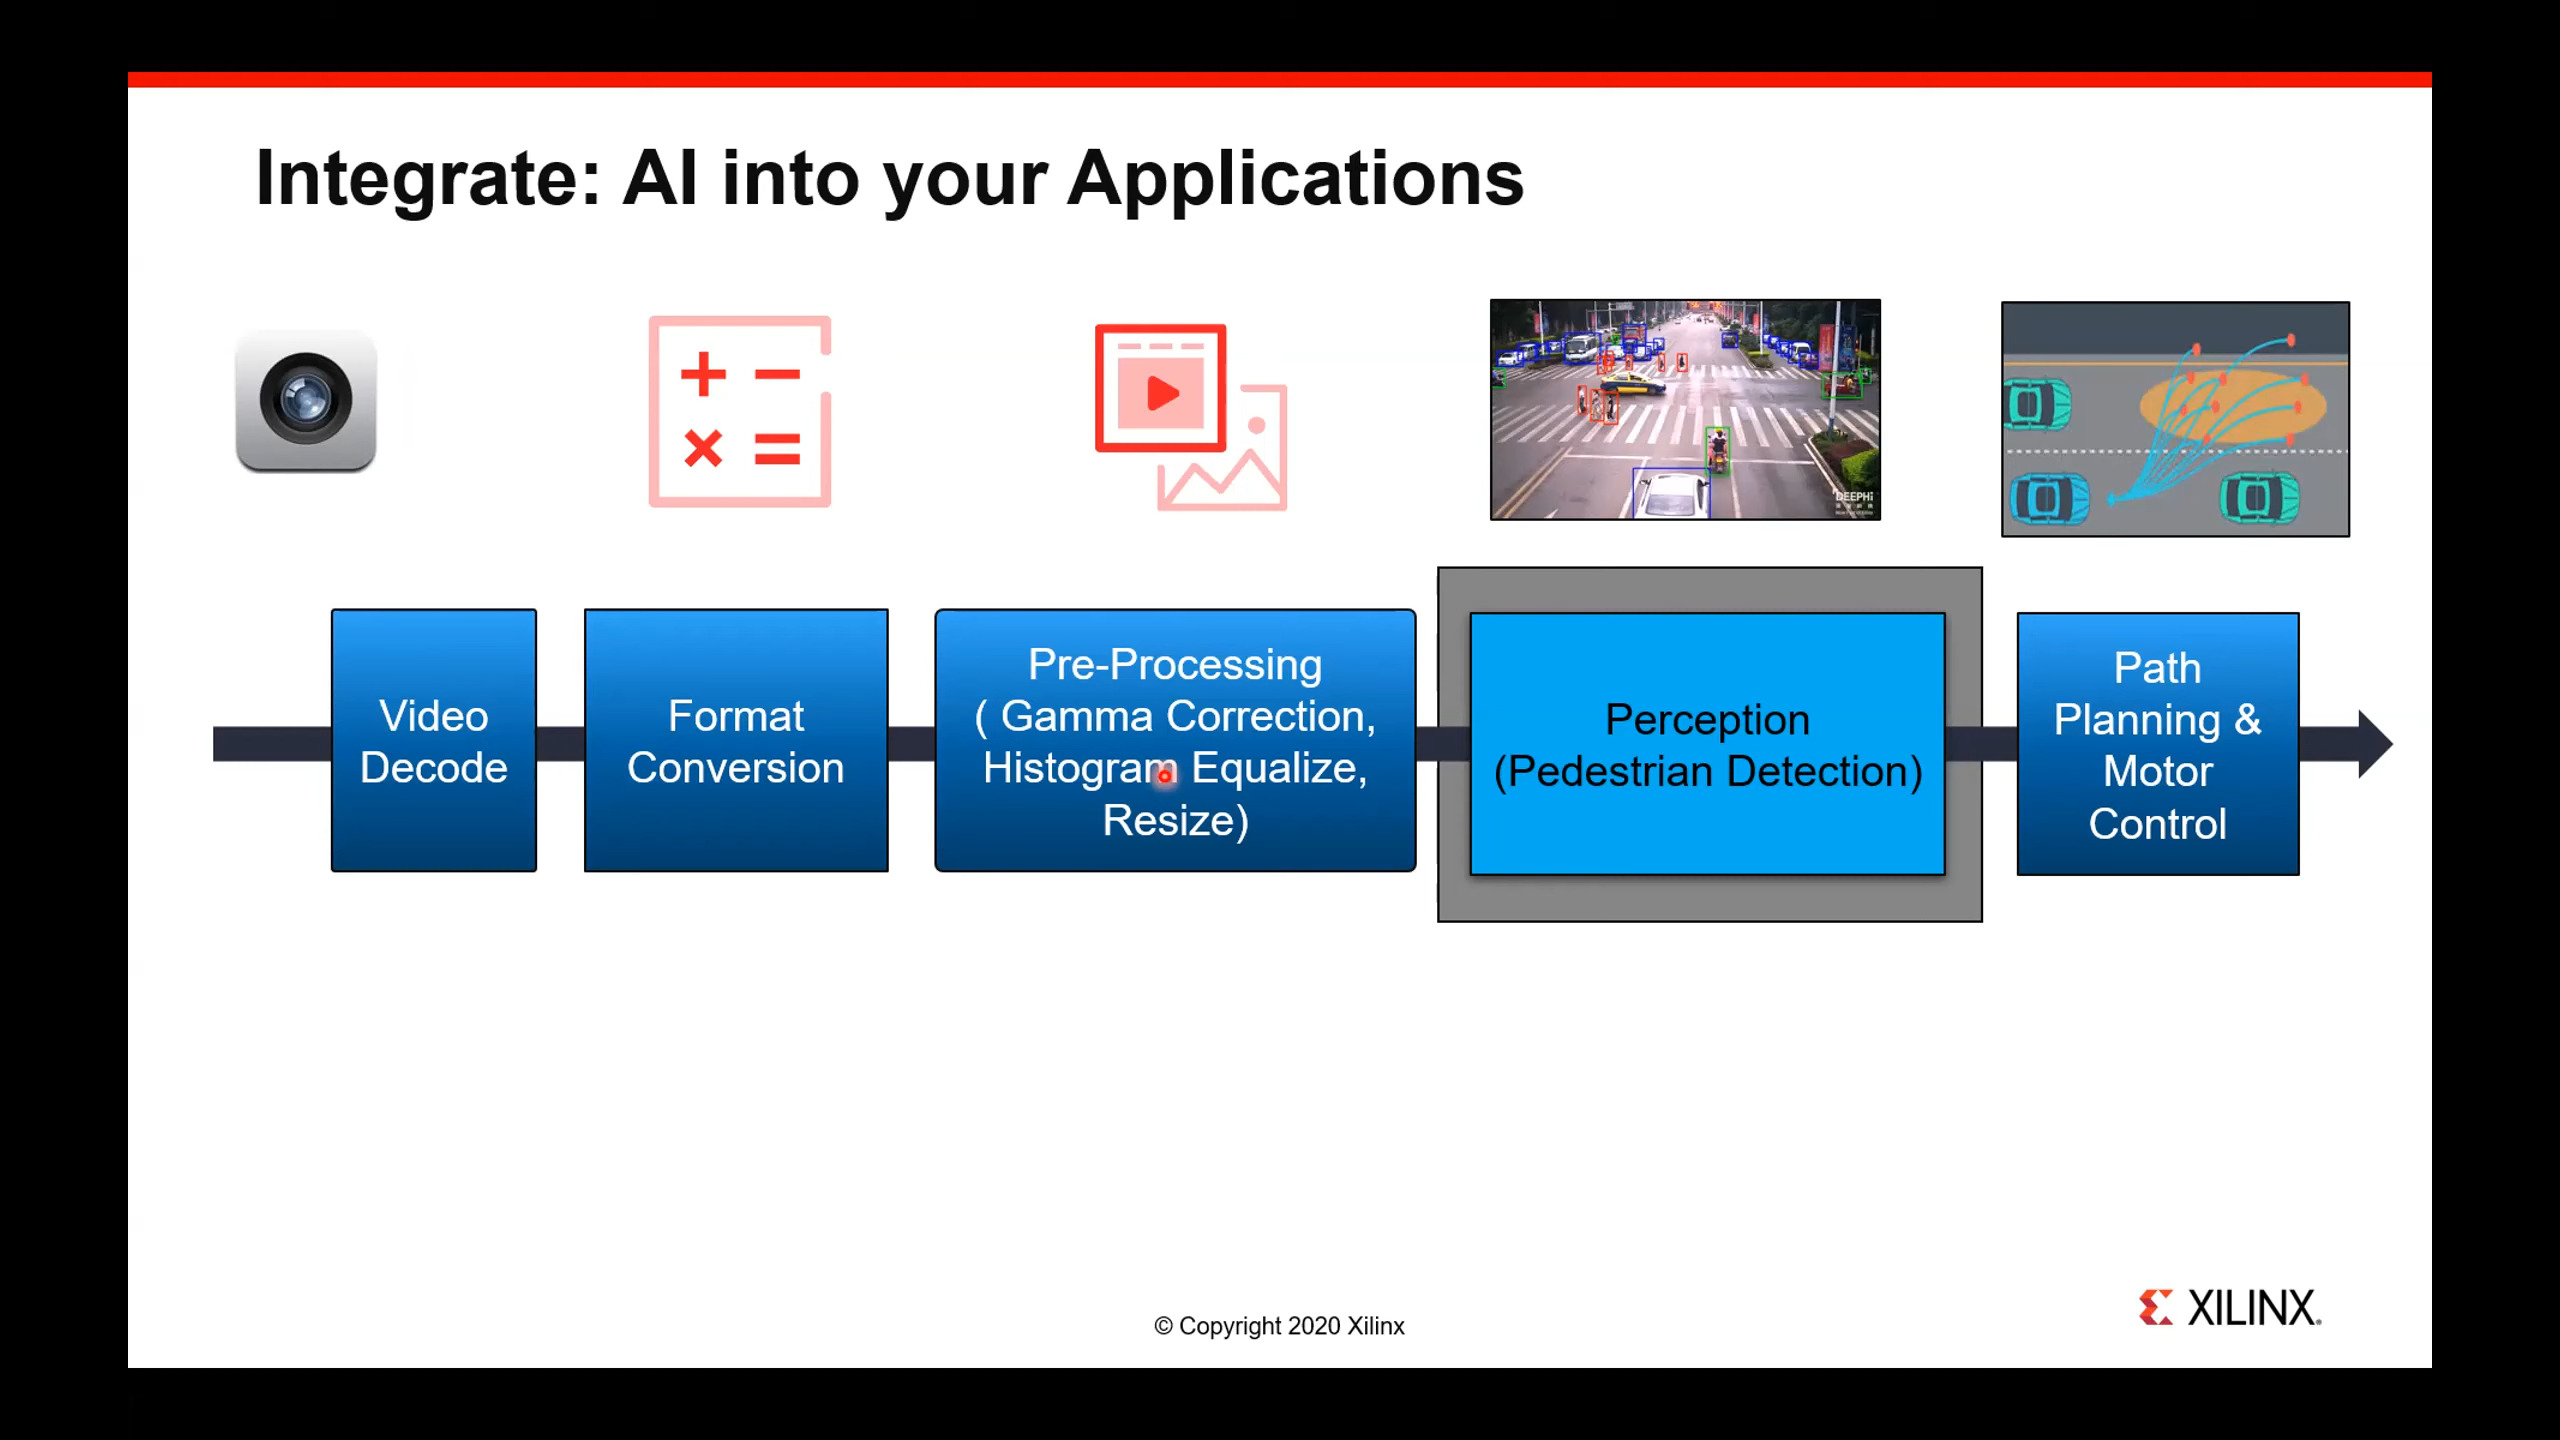 Integrate: AI into your Applications
DEEPHi
Video
Decode
Format
Conversion
Pre-Processing
( Gamma Correction,
Histogram Equalize,
Resize)
Perception
(Pedestrian Detection)
Path
Planning &
Motor
Control
© Copyright 2020 Xilinx
XILINX